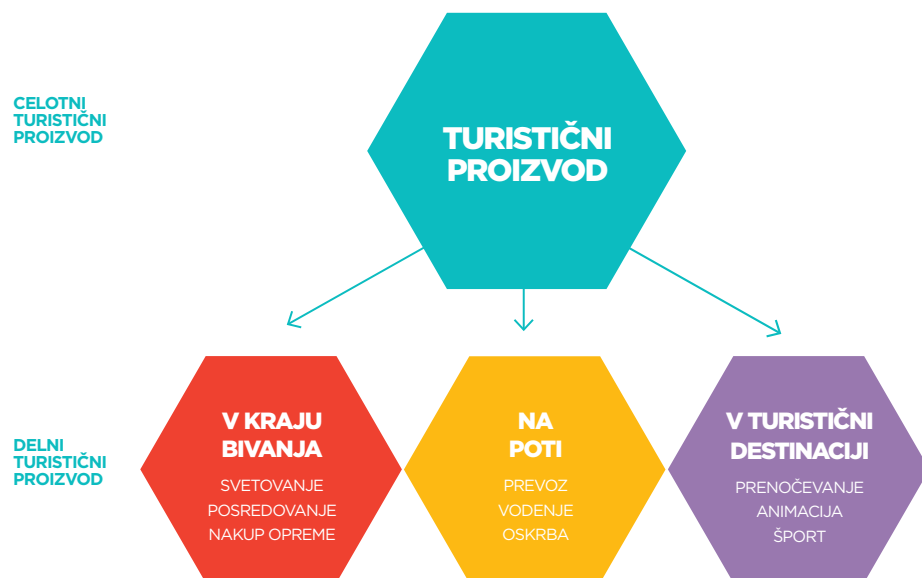 CELOTNI
TURISTIČNI
PROIZVOD
TURISTIČNI
PROIZVOD
DELNI
TURISTIČNI
PROIZVOD
V KRAJU
BIVANJA
SVETOVANJE
POSREDOVANJE
NAKUP OPREME
NA
POTI
PREVOZ
VODENJE
OSKRBA
V TURISTIČNI
DESTINACIJI
PRENOČEVANJE
ANIMACIJA
ŠPORT